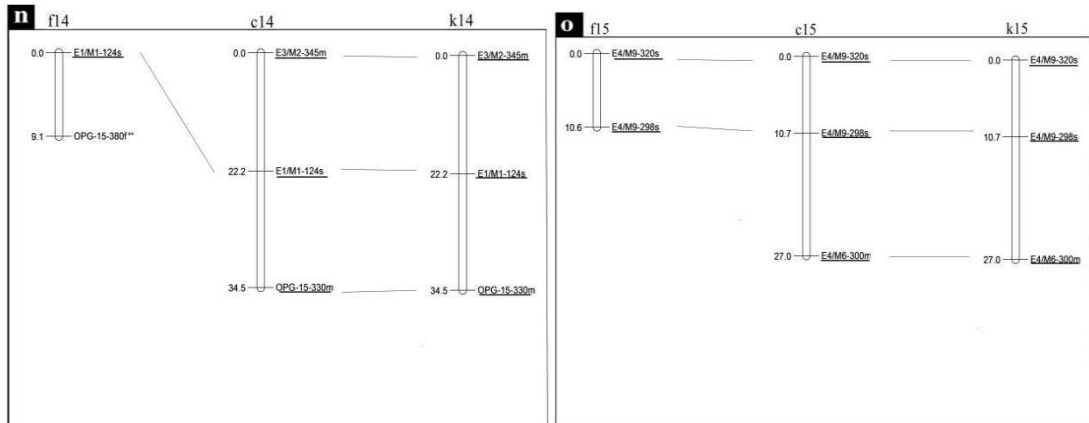 n
f14 c14 k14
0.0 E1/M1-124s 0.0 E3/M2-345m 0.0 E3/M2-345m
9.1 OPG-15-380f**
22.2 E1/M1-124s 22.2 E1/M1-124s
34.5 OPG-15-330m 34.5 OPG-15-330m
o
f15 c15 k15
0.0 E4/M9-320s 0.0 E4/M9-320s 0.0 E4/M9-320s
10.6 E4/M9-298s 10.7 E4/M9-298s 10.7 E4/M9-298s
27.0 E4/M6-300m 27.0 E4/M6-300m